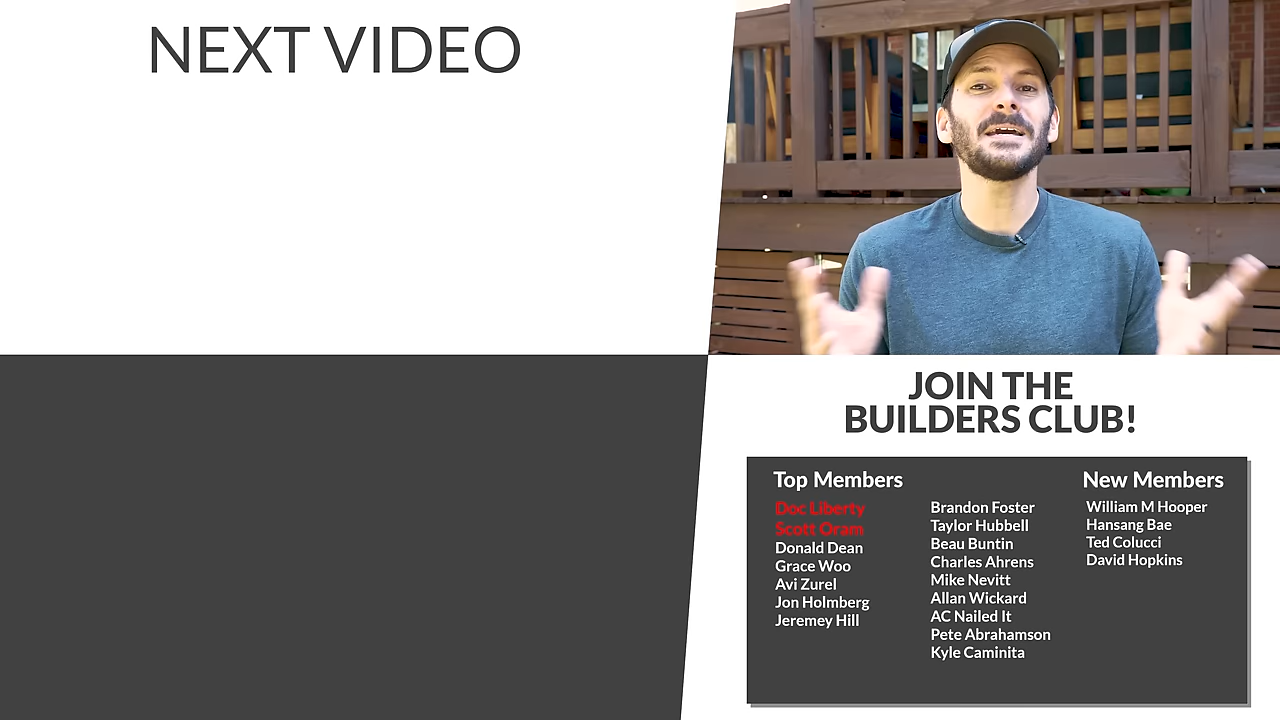 NEXT VIDEO
JOIN THE
BUILDERS CLUB!
Top Members
Doc Liberty
Scott Oram
Donald Dean
Grace Woo
Avi Zurel
Jon Holmberg
Jeremey Hill
Brandon Foster
Taylor Hubbell
Beau Buntin
Charles Ahrens
Mike Nevitt
Allan Wickard
AC Nailed It
Pete Abrahamson
Kyle Caminita
New Members
William M Hooper
Hansang Bae
Ted Colucci
David Hopkins